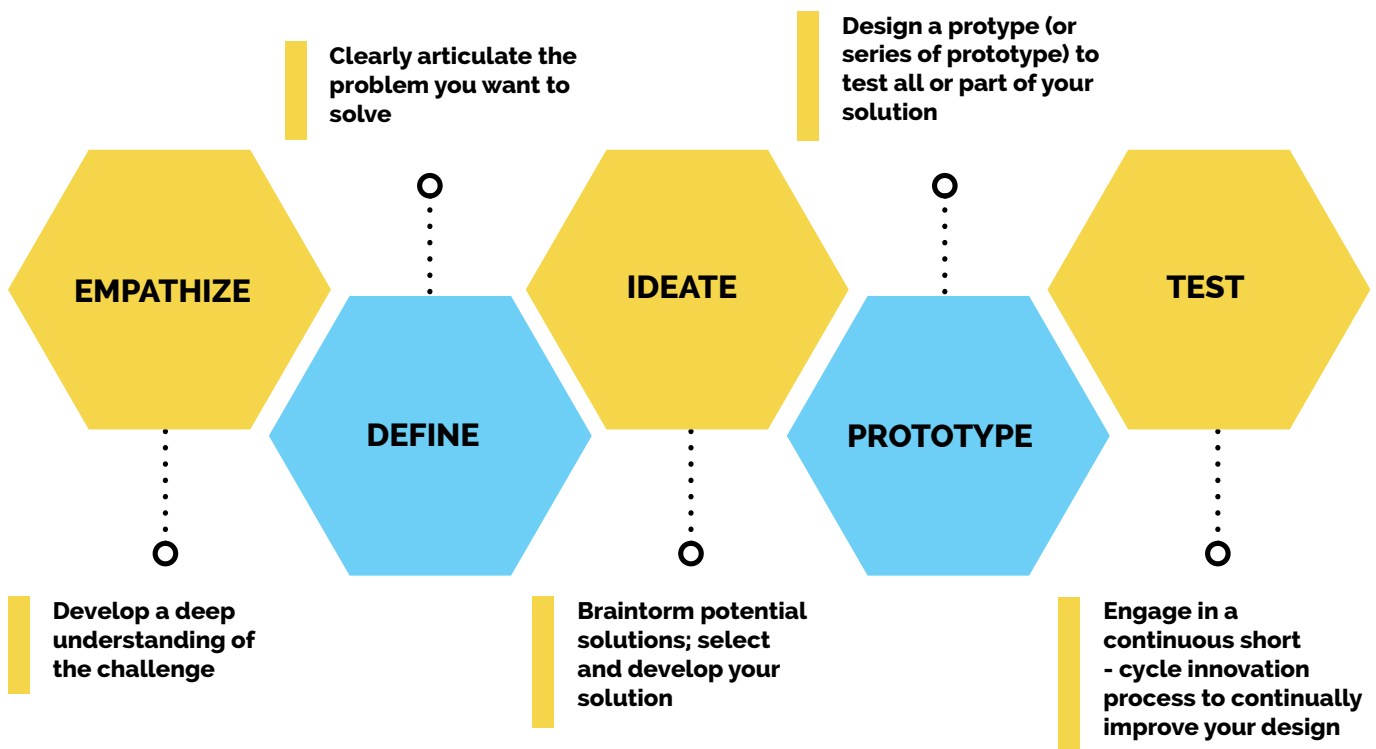 EMPATHIZE
Develop a deep
understanding of
the challenge
Clearly articulate the
problem you want to
solve
DEFINE
IDEATE
Braintorm potential
solutions; select
and develop your
solution
Design a protype (or
series of prototype) to
test all or part of your
solution
PROTOTYPE
TEST
Engage in a
continuous short
- cycle innovation
process to continually
improve your design